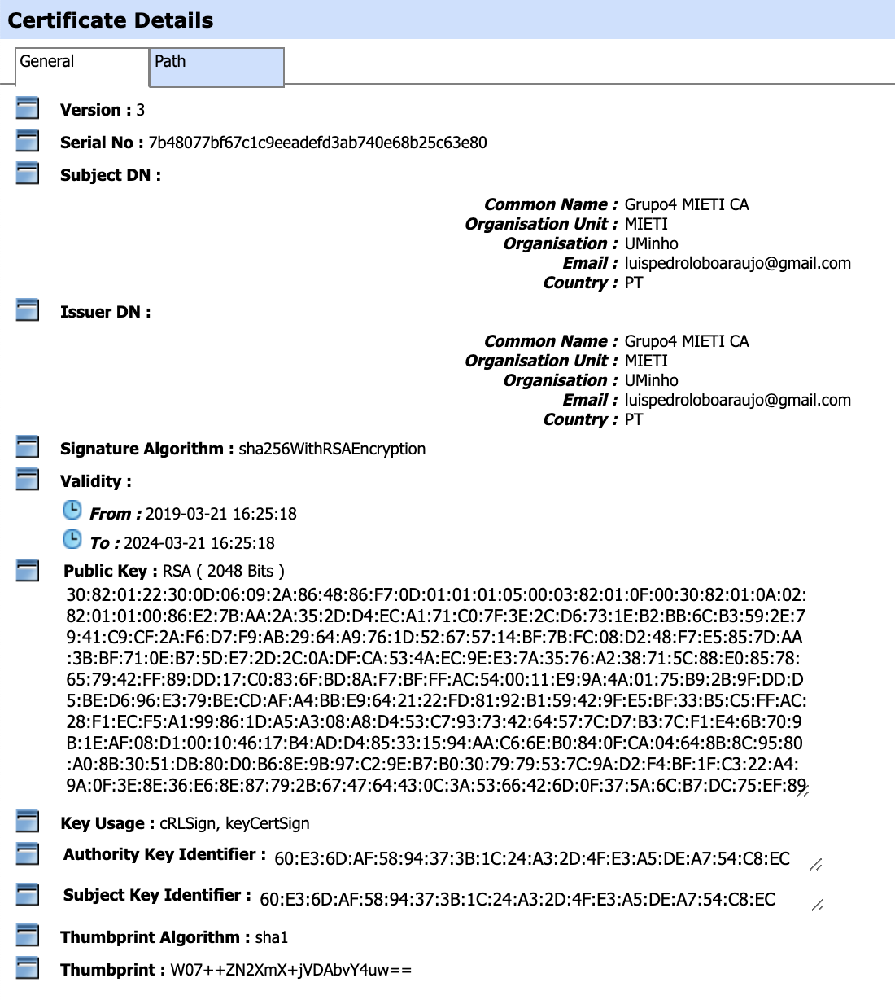 Certificate Details
General
Path
Version : 3
Serial No : 7b48077bf67c1c9eeadefd3ab740e68b25c63e80
Subject DN :
Common Name : Grupo4 MIETI CA
Organisation Unit : MIETI
Organisation : UMinho
Email : luispedroloboaraujo@gmail.com
Country : PT
Issuer DN :
Common Name : Grupo4 MIETI CA
Organisation Unit : MIETI
Organisation : UMinho
Email : luispedroloboaraujo@gmail.com
Country : PT
Signature Algorithm : sha256WithRSAEncryption
Validity :
From : 2019-03-21 16:25:18
To : 2024-03-21 16:25:18
Public Key : RSA ( 2048 Bits )
30:82:01:22:30:0D:06:09:2A:86:48:86:F7:0D:01:01:01:05:00:03:82:01:0F:00:30:82:01:0A:02:
82:01:01:00:86:E2:7B:AA:2A:35:2D:D4:EC:A1:71:C0:7F:3E:2C:D6:73:1E:B2:BB:6C:B3:59:2E:7
9:41:C9:CF:2A:F6:D7:F9:AB:29:64:A9:76:1D:52:67:57:14:BF:7B:FC:08:D2:48:F7:E5:85:7D:AA
:3B:BF:71:0E:B7:5D:E7:2D:2C:0A:DF:CA:53:4A:EC:9E:E3:7A:35:76:A2:38:71:5C:88:E0:85:78:
65:79:42:FF:89:DD:17:C0:83:6F:BD:8A:F7:BF:FF:AC:54:00:11:E9:9A:4A:01:75:B9:2B:9F:DD:D
5:BE:D6:96:E3:79:BE:CD:AF:A4:BB:E9:64:21:22:FD:81:92:B1:59:42:9F:E5:BF:33:B5:C5:FF:AC:
28:F1:EC:F5:A1:99:86:1D:A5:A3:08:A8:D4:53:C7:93:73:42:64:57:7C:D7:B3:7C:F1:E4:6B:70:9
B:1E:AF:08:D1:00:10:46:17:B4:AD:D4:85:33:15:94:AA:C6:6E:B0:84:0F:CA:04:64:8B:8C:95:80
:A0:8B:30:51:DB:80:D0:B6:8E:9B:97:C2:9E:B7:B0:30:79:79:53:7C:9A:D2:F4:BF:1F:C3:22:A4:
9A:0F:3E:8E:36:E6:8E:87:79:2B:67:47:64:43:0C:3A:53:66:42:6D:0F:37:5A:6C:B7:DC:75:EF:89
Key Usage : cRLSign, keyCertSign
Authority Key Identifier : 60:E3:6D:AF:58:94:37:3B:1C:24:A3:2D:4F:E3:A5:DE:A7:54:C8:EC
Subject Key Identifier : 60:E3:6D:AF:58:94:37:3B:1C:24:A3:2D:4F:E3:A5:DE:A7:54:C8:EC
Thumbprint Algorithm : sha1
Thumbprint : W07++ZN2XmX+jVDAbvY4uw==